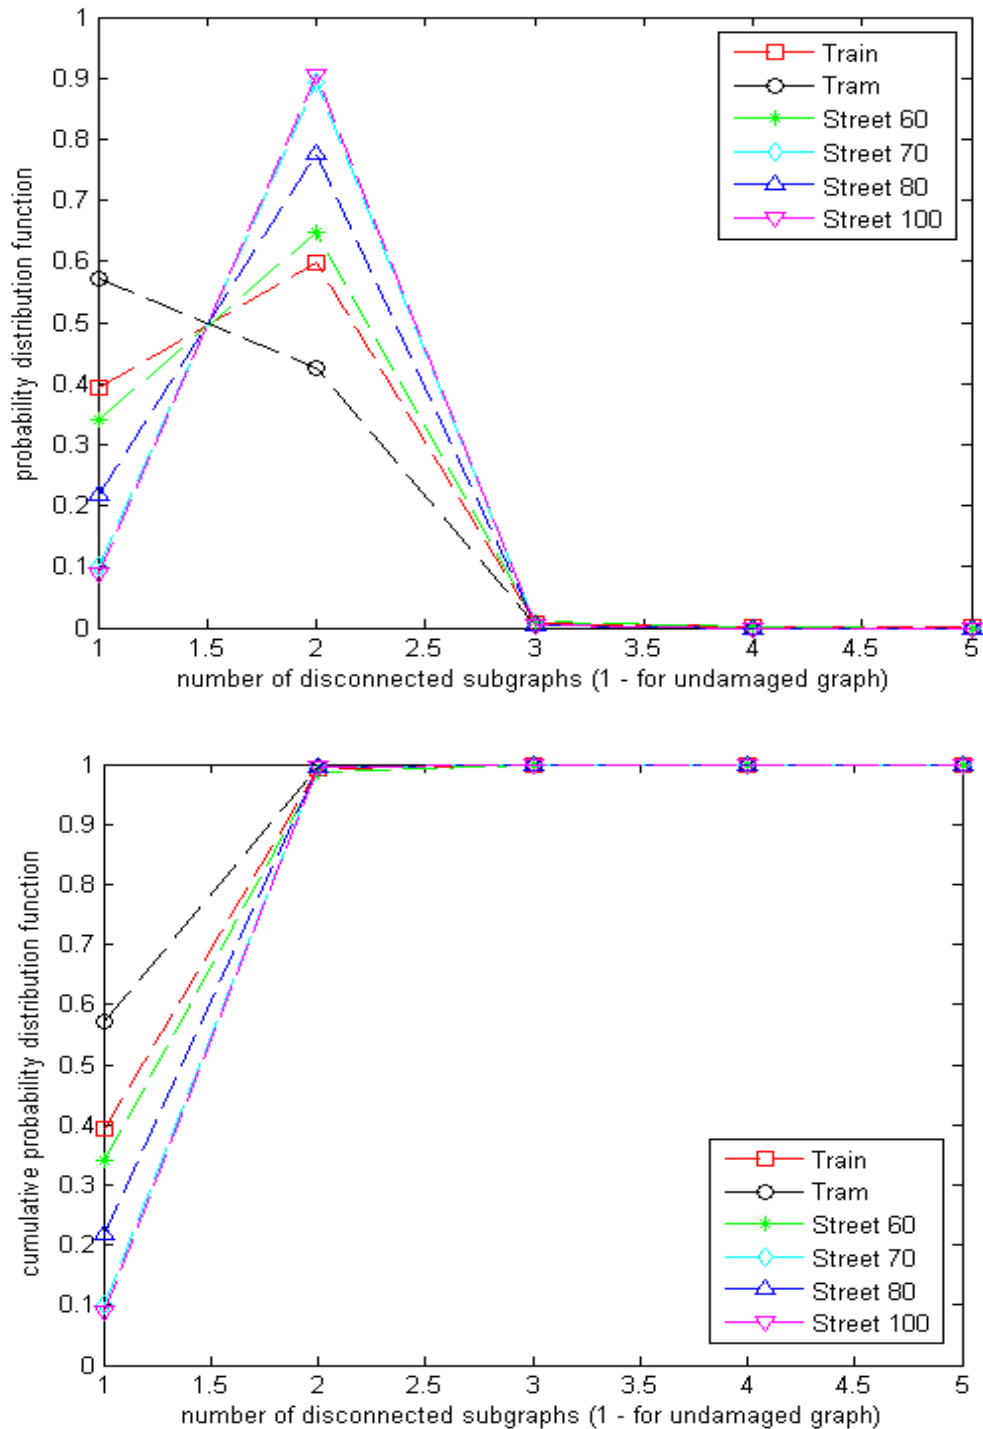 1
0.9
0.8
0.7
0.6
0.5
0.4
0.3
0.2
0.1
0
probability distribution function
Train
Tram
Street 60
Street 70
Street 80
Street 100
1 1.5 2 2.5 3 3.5 4 4.5 5
number of disconnected subgraphs (1 - for undamaged graph)
1
0.9
0.8
0.7
0.6
0.5
0.4
0.3
0.2
0.1
0
cumulative probability distribution function
Train
Tram
Street 60
Street 70
Street 80
Street 100
1 1.5 2 2.5 3 3.5 4 4.5 5
number of disconnected subgraphs (1 - for undamaged graph)